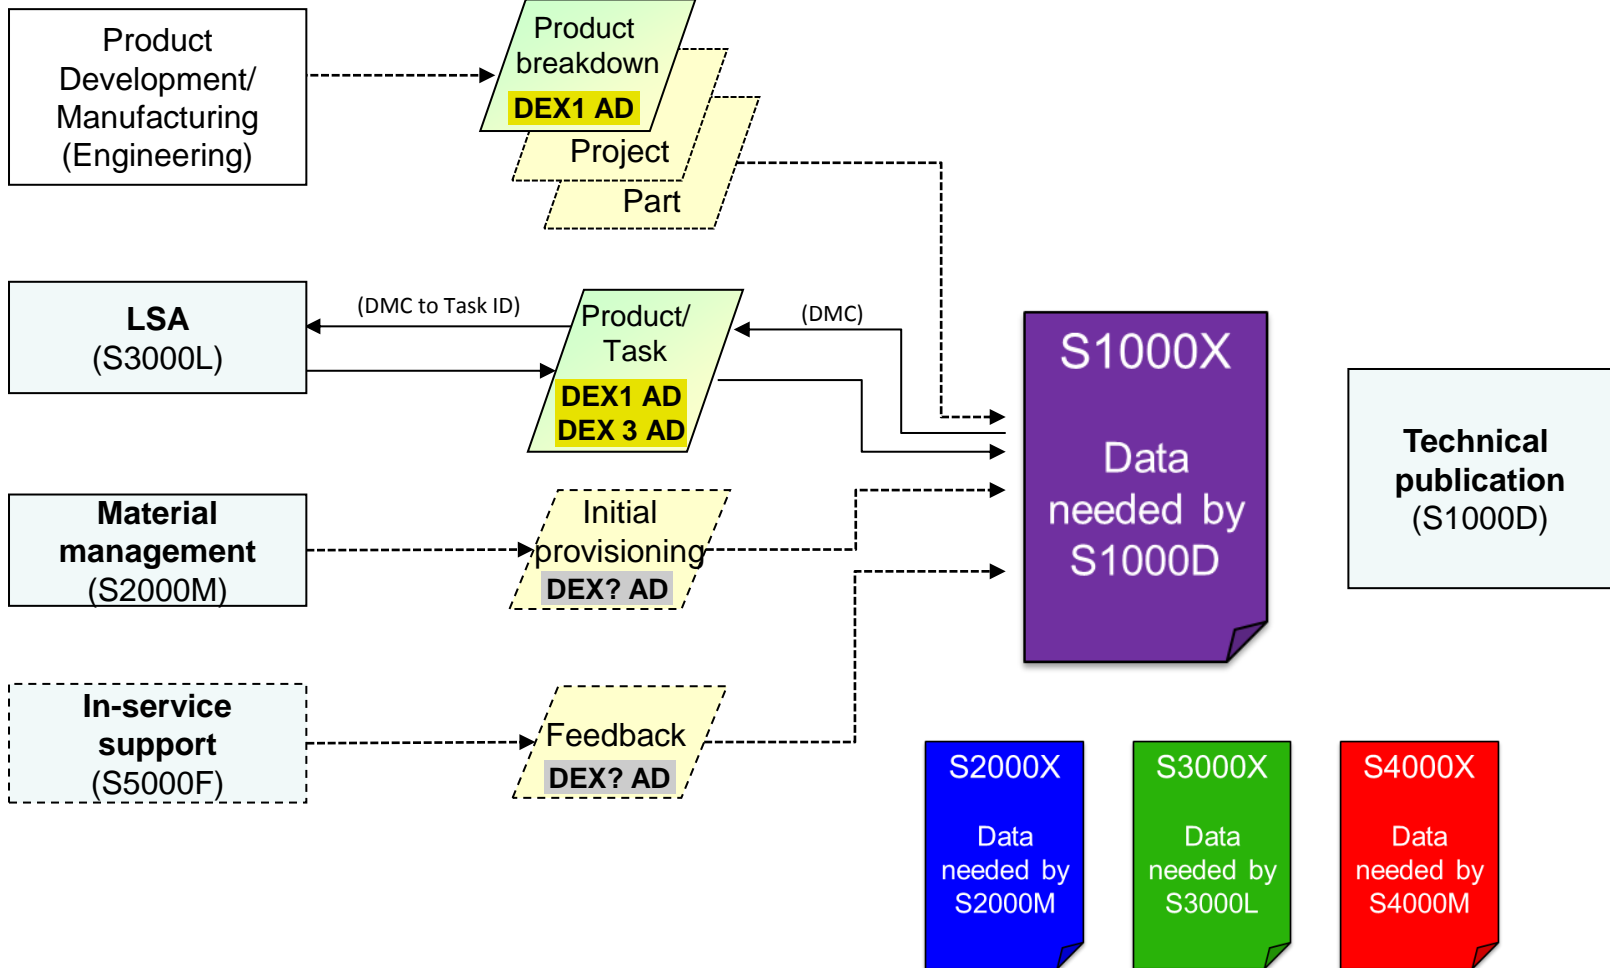 Product
Development/
Manufacturing
(Engineering)
Product
breakdown
DEX1 AD
Project
Part
LSA
(S3000L)
(DMC to Task ID)
Product/
Task
DEX1 AD
DEX 3 AD
(DMC)
S1000X
Data
needed by
S1000D
Technical
publication
(S1000D)
Material
management
(S2000M)
Initial
provisioning
DEX? AD
In-service
support
(S5000F)
Feedback
DEX? AD
S2000X
Data
needed by
S2000M
S3000X
Data
needed by
S3000L
S4000X
Data
needed by
S4000M